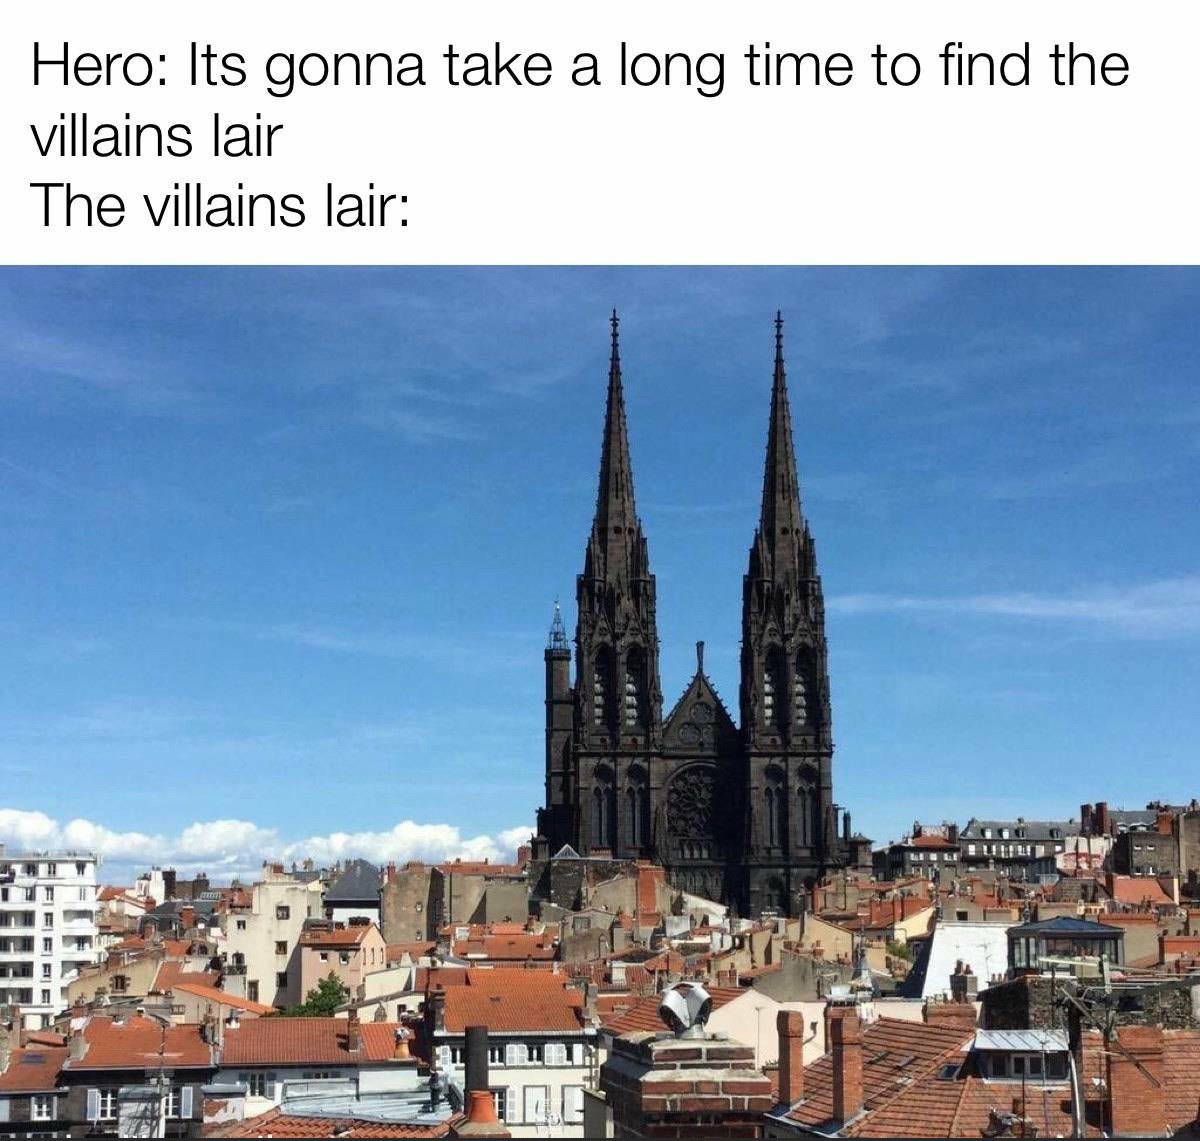 Hero: Its gonna take a long time to find the
villains lair
The villains lair: